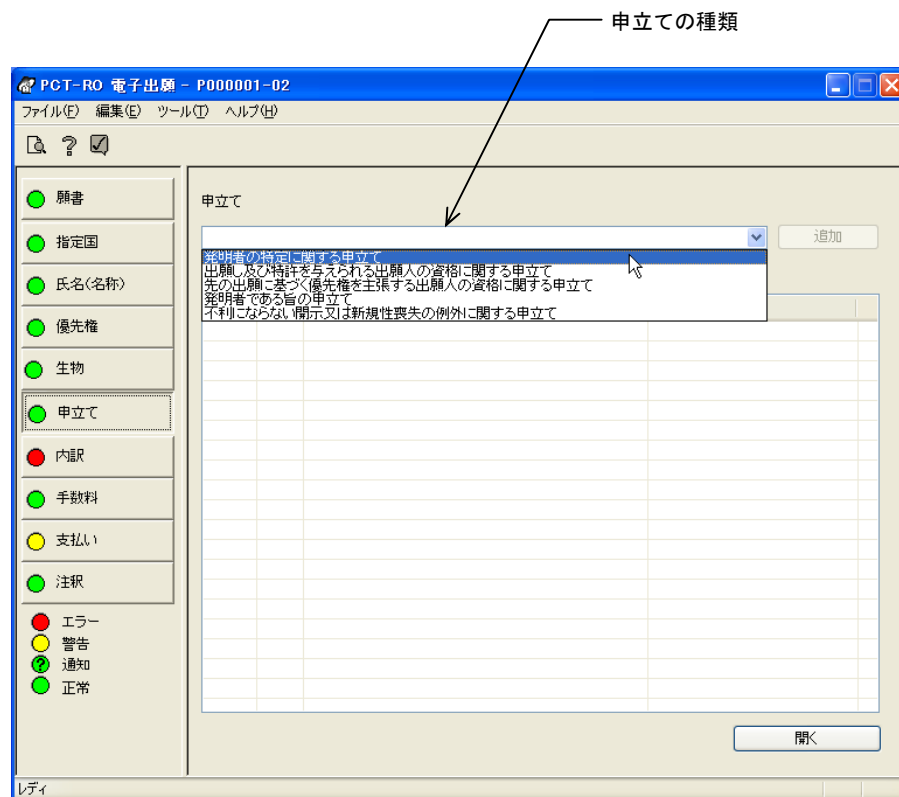 申立ての種類
PCT-RO 電子出願 - P000001-02
ファイル(F) 編集(E) ツール(T) ヘルプ(H)
願書
指定国
氏名(名称)
優先権
生物
申立て
内訳
手数料
支払い
注釈
エラー
警告
通知
正常
申立て
追加
発明者の特定に関する申立て
出願し及び特許を与えられる出願人の資格に関する申立て
先の出願に基づく優先権を主張する出願人の資格に関する申立て
発明者である旨の申立て
不利にならない開示又は新規性喪失の例外に関する申立て
開く
レディ